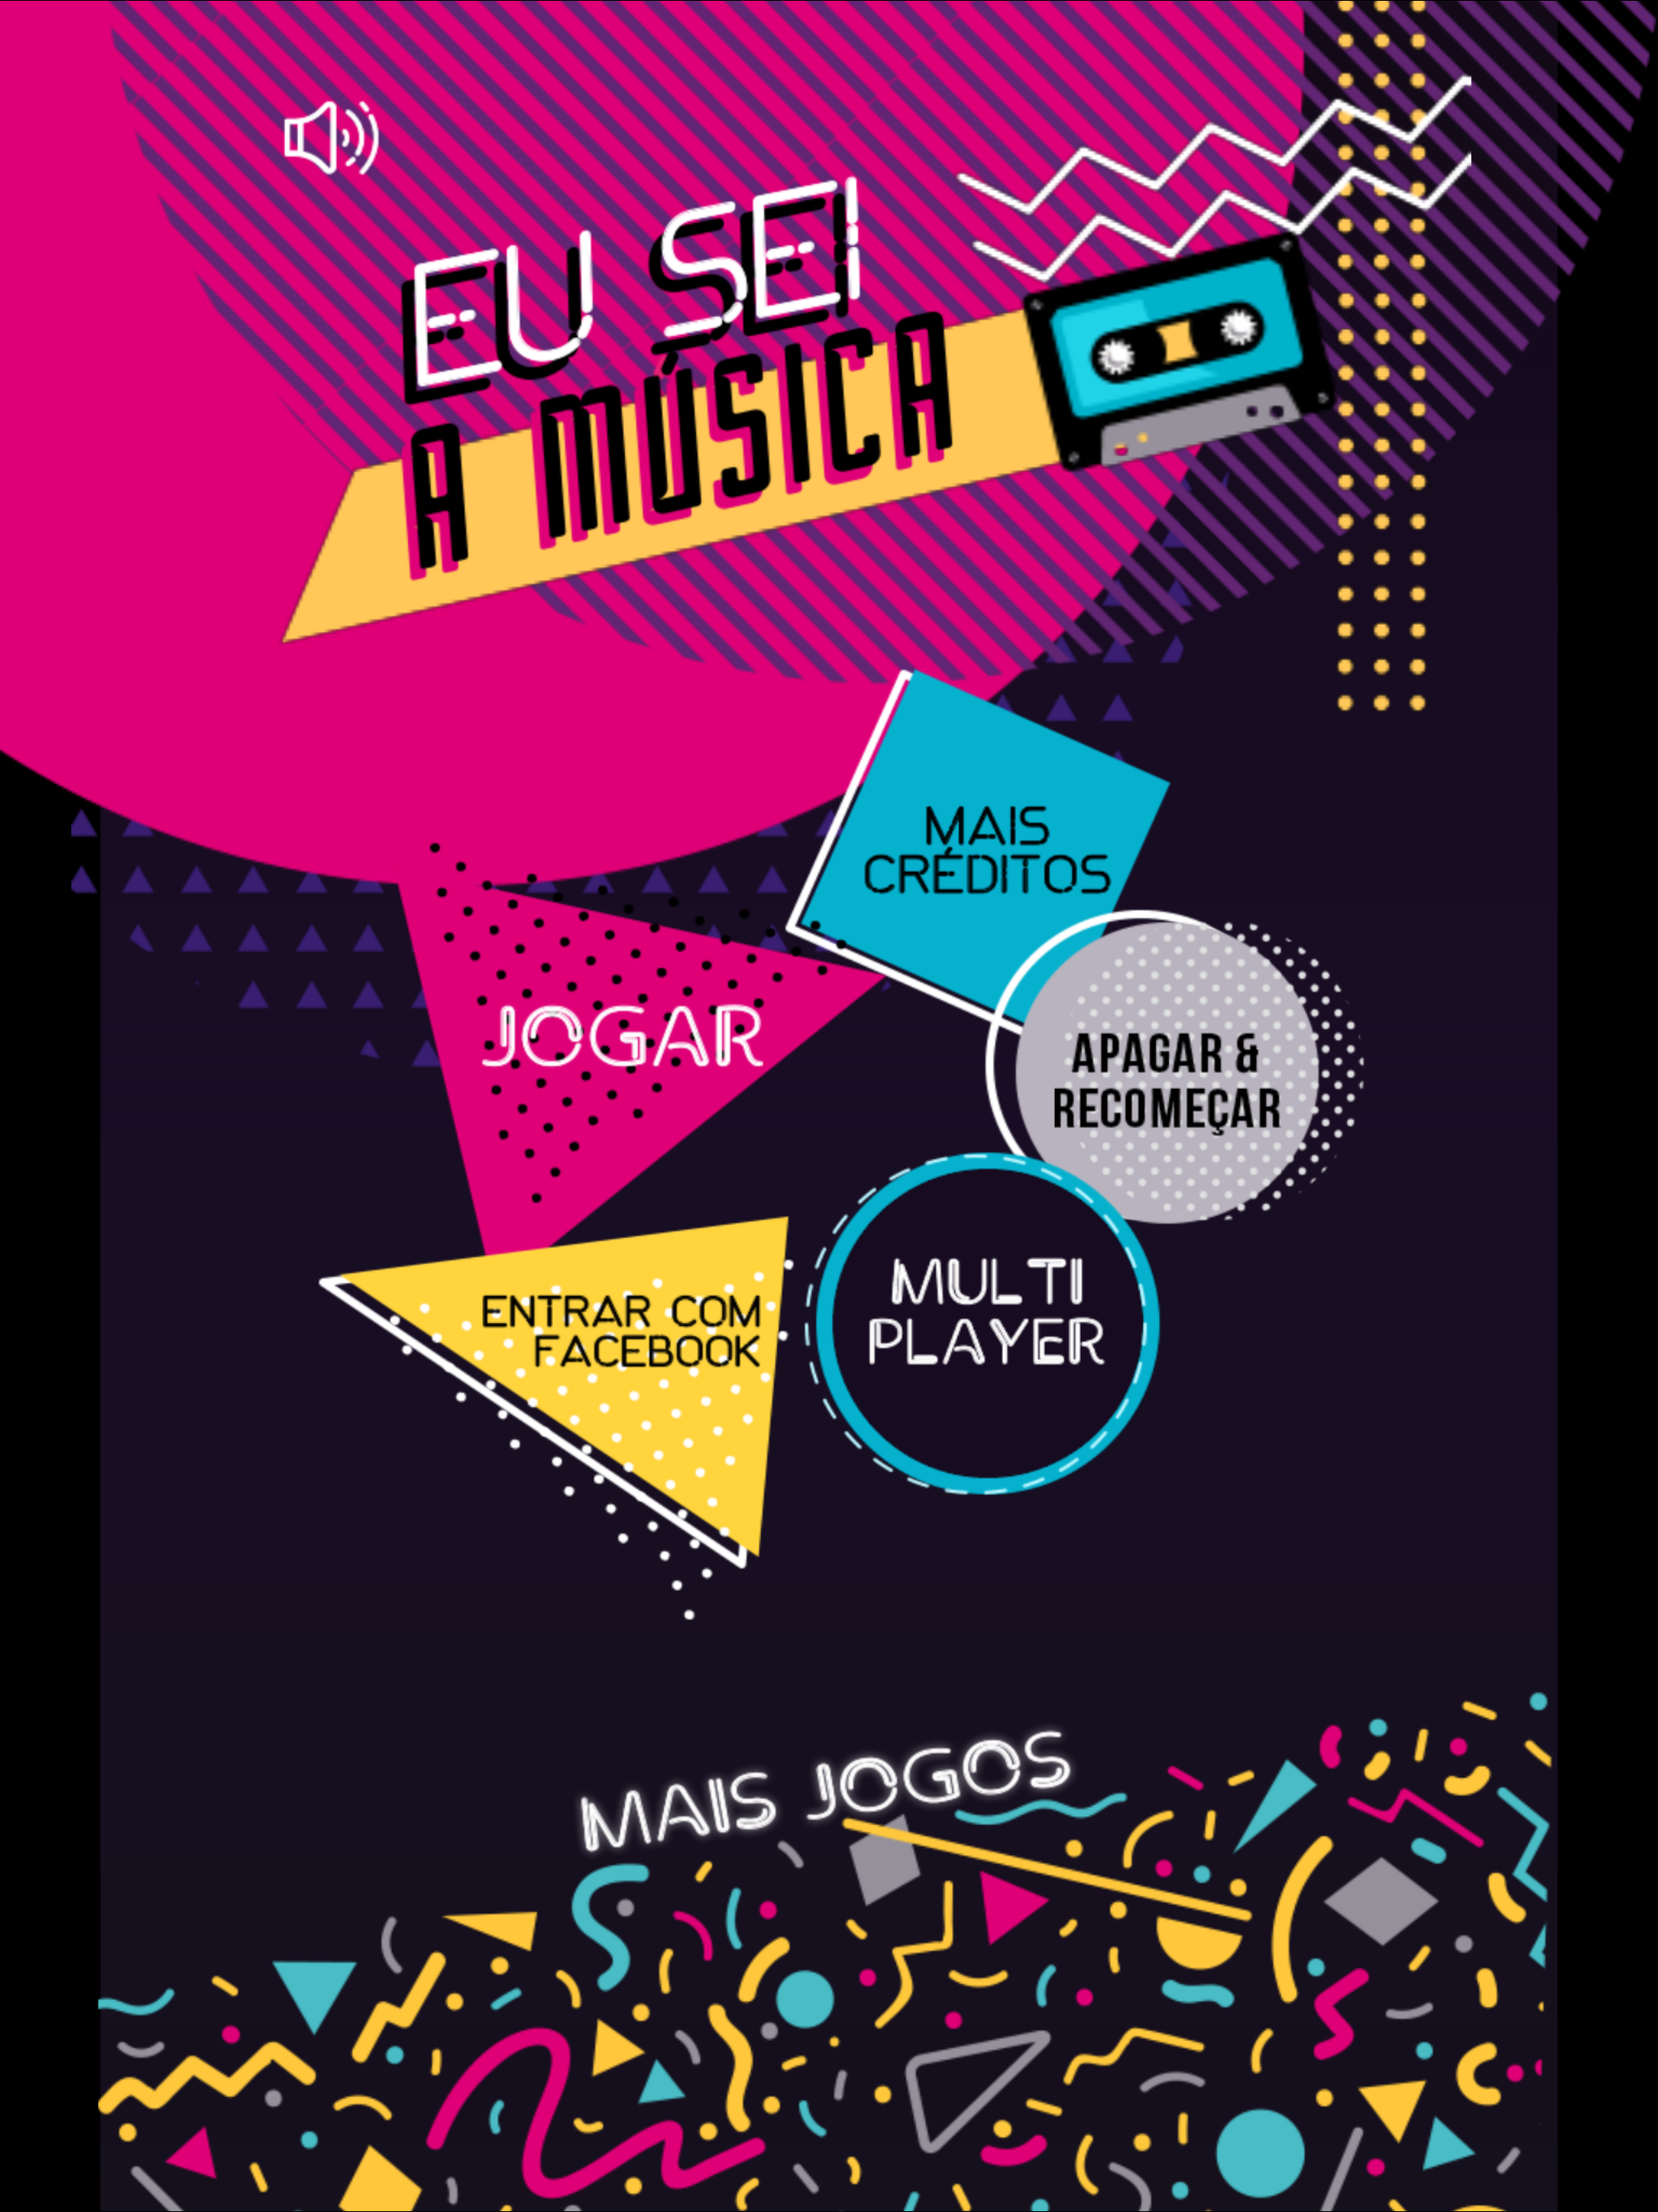 EU SEI
A MÚSICA
MAIS
CRÉDITOS
JOGAR
APAGAR &
RECOMEÇAR
ENTRAR COM
FACEBOOK
MULTI
PLAYER
MAIS JOGOS